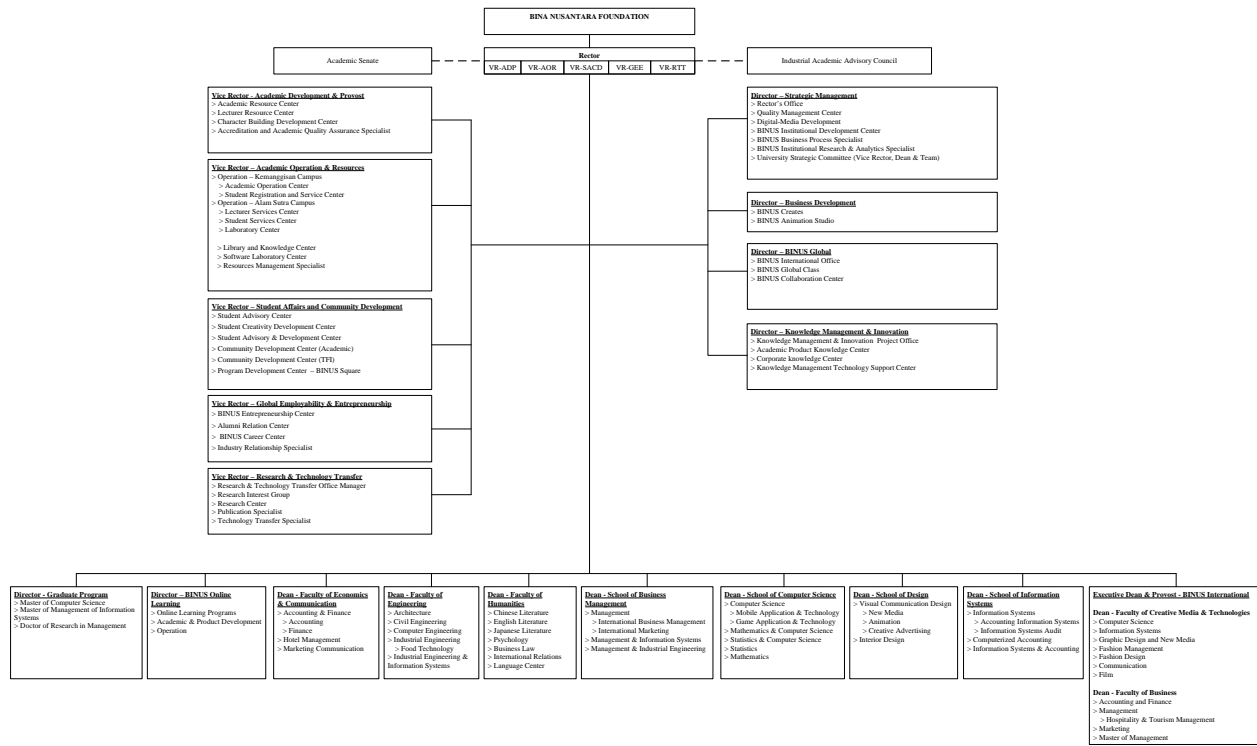 BINA NUSANTARA FOUNDATION
Academic Senate
Rector
VR-ADP
VR-AOR
VR-SACD
VR-GEE
VR-RTT
Industrial Academic Advisory Council
Vice Rector - Academic Development & Provost
> Academic Resource Center
> Lecturer Resource Center
> Character Building Development Center
> Accreditation and Academic Quality Assurance Specialist
Vice Rector – Academic Operation & Resources
> Operation – Kemanggisan Campus
> Academic Operation Center
> Student Registration and Service Center
> Operation – Alam Sutra Campus
> Lecturer Services Center
> Student Services Center
> Laboratory Center
> Library and Knowledge Center
> Software Laboratory Center
> Resources Management Specialist
Vice Rector – Student Affairs and Community Development
> Student Advisory Center
> Student Creativity Development Center
> Student Advisory & Development Center
> Community Development Center (Academic)
> Community Development Center (TFI)
> Program Development Center – BINUS Square
Vice Rector – Global Employability & Entrepreneurship
> BINUS Entrepreneurship Center
> Alumni Relation Center
> BINUS Career Center
> Industry Relationship Specialist
Vice Rector – Research & Technology Transfer
> Research & Technology Transfer Office Manager
> Research Interest Group
> Research Center
> Publication Specialist
> Technology Transfer Specialist
Director – Strategic Management
> Rector's Office
> Quality Management Center
> Digital-Media Development
> BINUS Institutional Development Center
> BINUS Business Process Specialist
> BINUS Institutional Research & Analytics Specialist
> University Strategic Committee (Vice Rector, Dean & Team)
Director – Business Development
> BINUS Creates
> BINUS Animation Studio
Director – BINUS Global
> BINUS International Office
> BINUS Global Class
> BINUS Collaboration Center
Director – Knowledge Management & Innovation
> Knowledge Management & Innovation Project Office
> Academic Product Knowledge Center
> Corporate knowledge Center
> Knowledge Management Technology Support Center
Director - Graduate Program
> Master of Computer Science
> Master of Management of Information
Systems
> Doctor of Research in Management
Director – BINUS Online
Learning
> Online Learning Programs
> Academic & Product Development
> Operation
Dean - Faculty of Economics
& Communication
> Accounting & Finance
> Accounting
> Finance
> Hotel Management
> Marketing Communication
Dean - Faculty of
Engineering
> Architecture
> Civil Engineering
> Computer Engineering
> Industrial Engineering
> Food Technology
> Industrial Engineering &
Information Systems
Dean - Faculty of
Humanities
> Chinese Literature
> English Literature
> Japanese Literature
> Psychology
> Business Law
> International Relations
> Language Center
Dean - School of Business
Management
> Management
> International Business Management
> International Marketing
> Management & Information Systems
> Management & Industrial Engineering
Dean - School of Computer Science
> Computer Science
> Mobile Application & Technology
> Game Application & Technology
> Mathematics & Computer Science
> Statistics & Computer Science
> Statistics
> Mathematics
Dean - School of Design
> Visual Communication Design
> New Media
> Animation
> Creative Advertising
> Interior Design
Dean - School of Information
Systems
> Information Systems
> Accounting Information Systems
> Information Systems Audit
> Computerized Accounting
> Information Systems & Accounting
Executive Dean & Provost - BINUS International
Dean - Faculty of Creative Media & Technologies
> Computer Science
> Information Systems
> Graphic Design and New Media
> Fashion Management
> Fashion Design
> Communication
> Film
Dean - Faculty of Business
> Accounting and Finance
> Management
> Hospitality & Tourism Management
> Marketing
> Master of Management